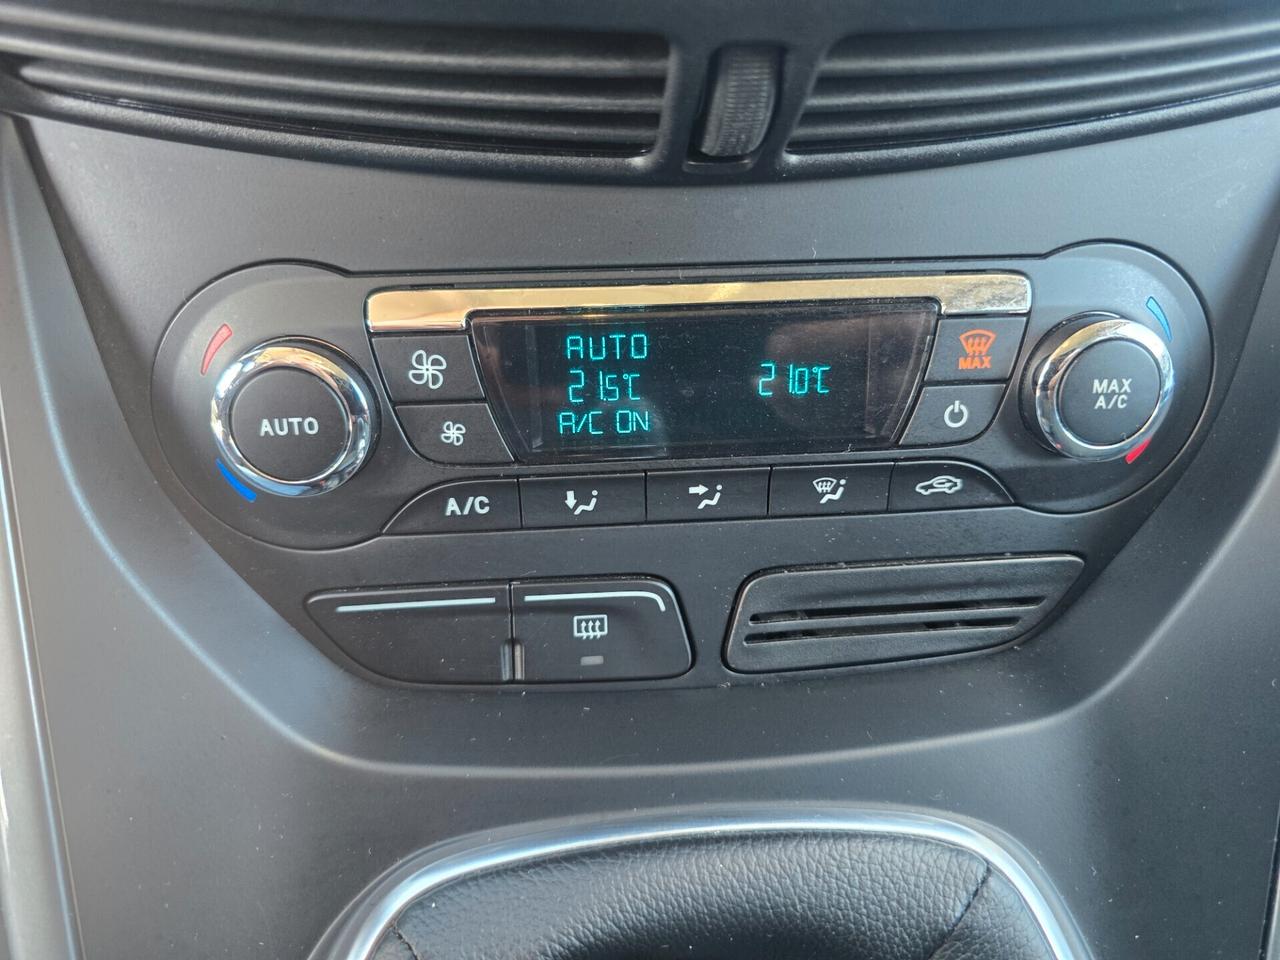 AUTO
21.5°C
A/C ON
21.0°C
MAX
AUTO
MAX
A/C
A/C